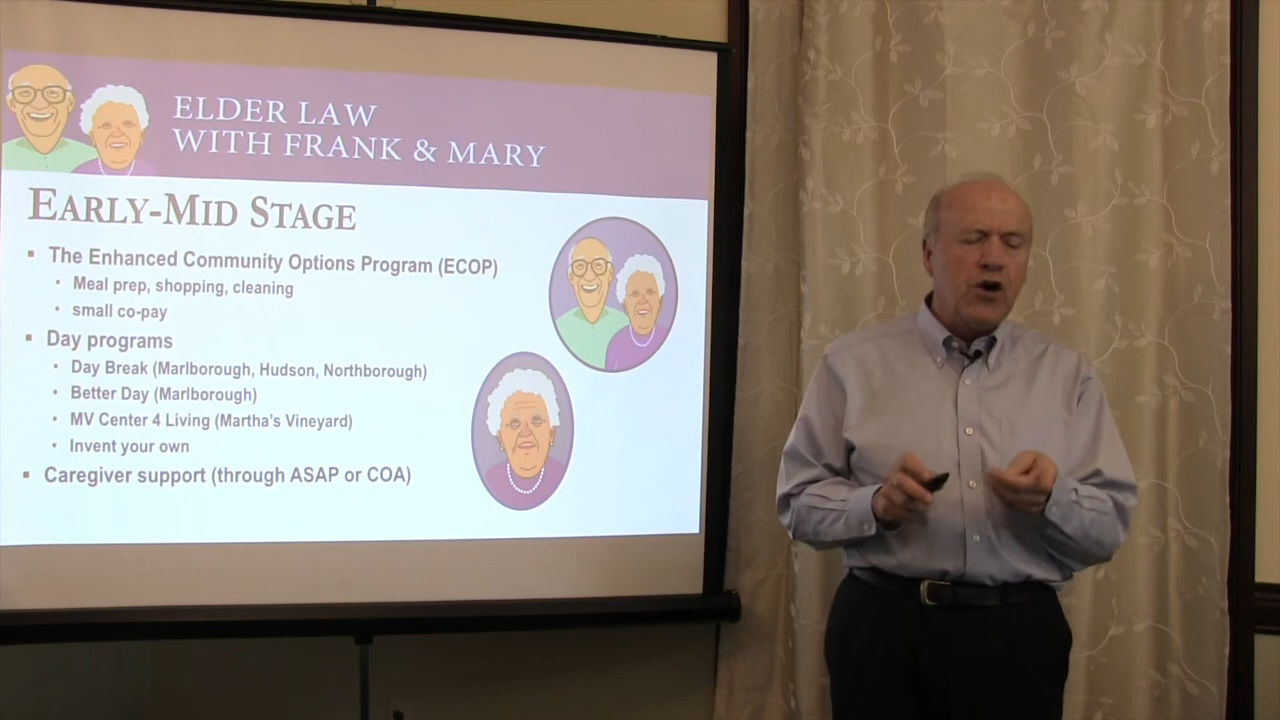 ELDER LAW
WITH FRANK & MARY
EARLY-MID STAGE
▪ The Enhanced Community Options Program (ECOP)
• Meal prep, shopping, cleaning
• small co-pay
▪ Day programs
• Day Break (Marlborough, Hudson, Northborough)
• Better Day (Marlborough)
• MV Center 4 Living (Martha's Vineyard)
• Invent your own
▪ Caregiver support (through ASAP or COA)